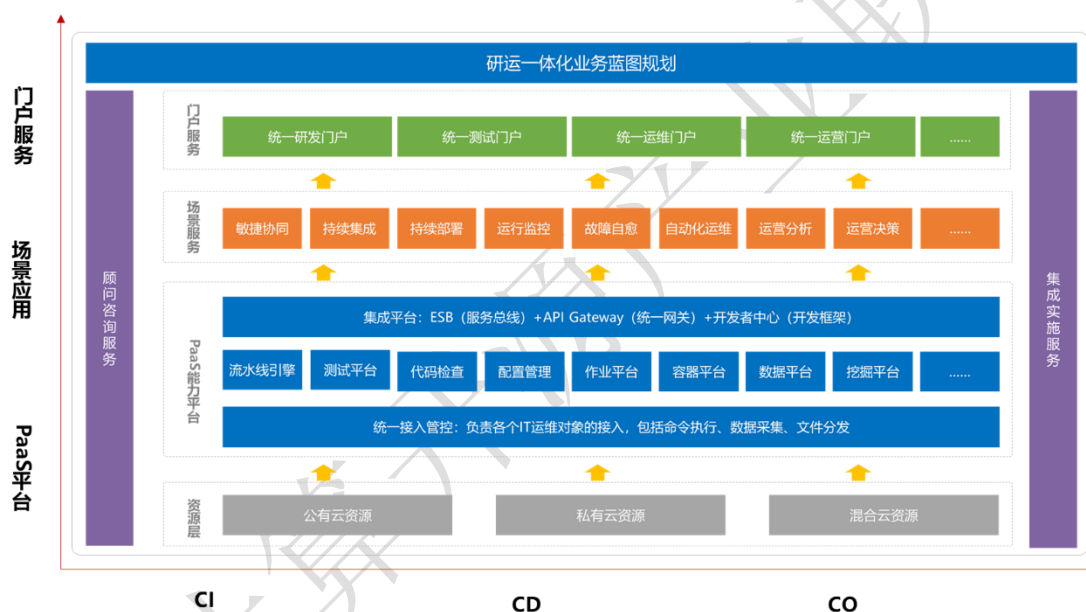 研运一体化业务蓝图规划
门户服务
场景应用
PaaS平台
顾问咨询服务
集成实施服务
门户服务
统一研发门户
统一测试门户
统一运维门户
统一运营门户
......
场景服务
敏捷协同
持续集成
持续部署
运行监控
故障自愈
自动化运维
运营分析
运营决策
......
PaaS能力平台
集成平台：ESB（服务总线）+API Gateway（统一网关）+开发者中心（开发框架）
流水线引擎
测试平台
代码检查
配置管理
作业平台
容器平台
数据平台
挖掘平台
......
统一接入管控：负责各个IT运维对象的接入，包括命令执行、数据采集、文件分发
资源层
公有云资源
私有云资源
混合云资源
CI
CD
CO